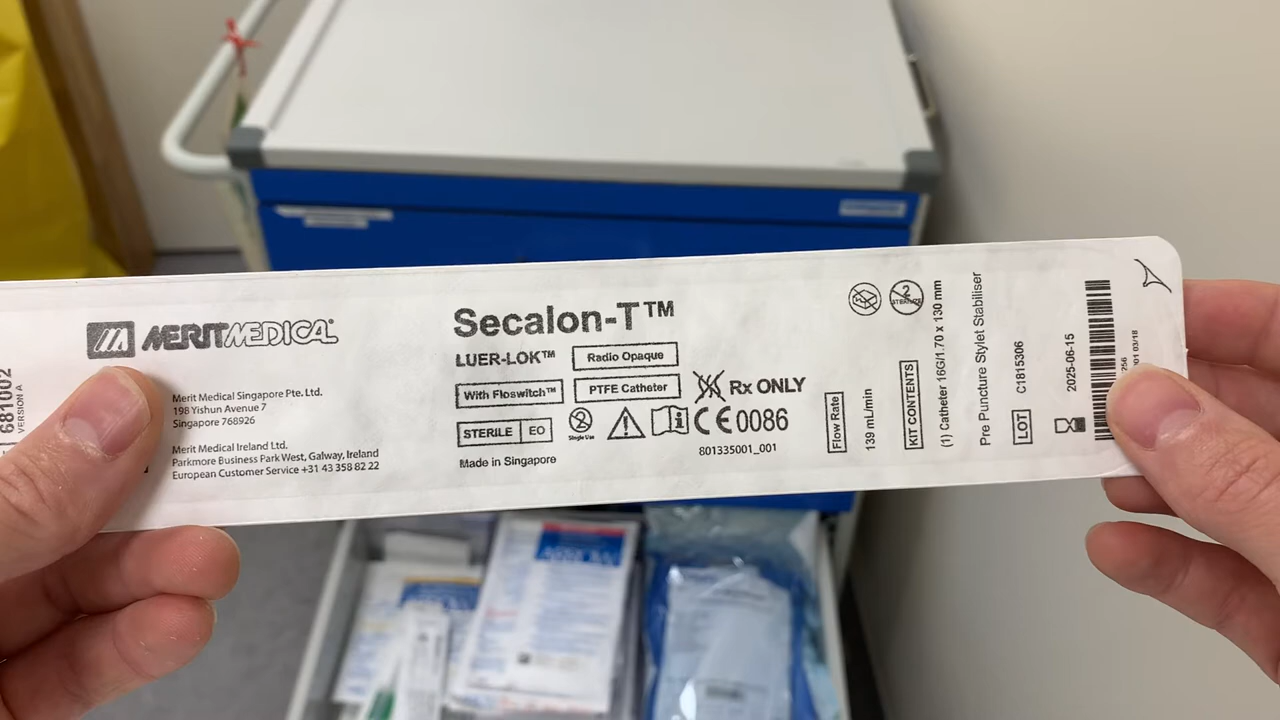 681002
VERSION A
MERITMEDICAL®
Merit Medical Singapore Pte. Ltd.
198 Yishun Avenue 7
Singapore 768926
Merit Medical Ireland Ltd.
Parkmore Business Park West, Galway, Ireland
European Customer Service +31 43 358 82 22
Secalon-T™
LUER-LOK™
Radio Opaque
With Floswitch™
PTFE Catheter
Rx ONLY
STERILE EO
Single Use
CE 0086
Made in Singapore
801335001_001
2
STERILIZE
Flow Rate
139 mL/min
KIT CONTENTS
(1) Catheter 16G/1.70 x 130 mm
Pre Puncture Stylet Stabiliser
LOT
C1815306
2025-06-15